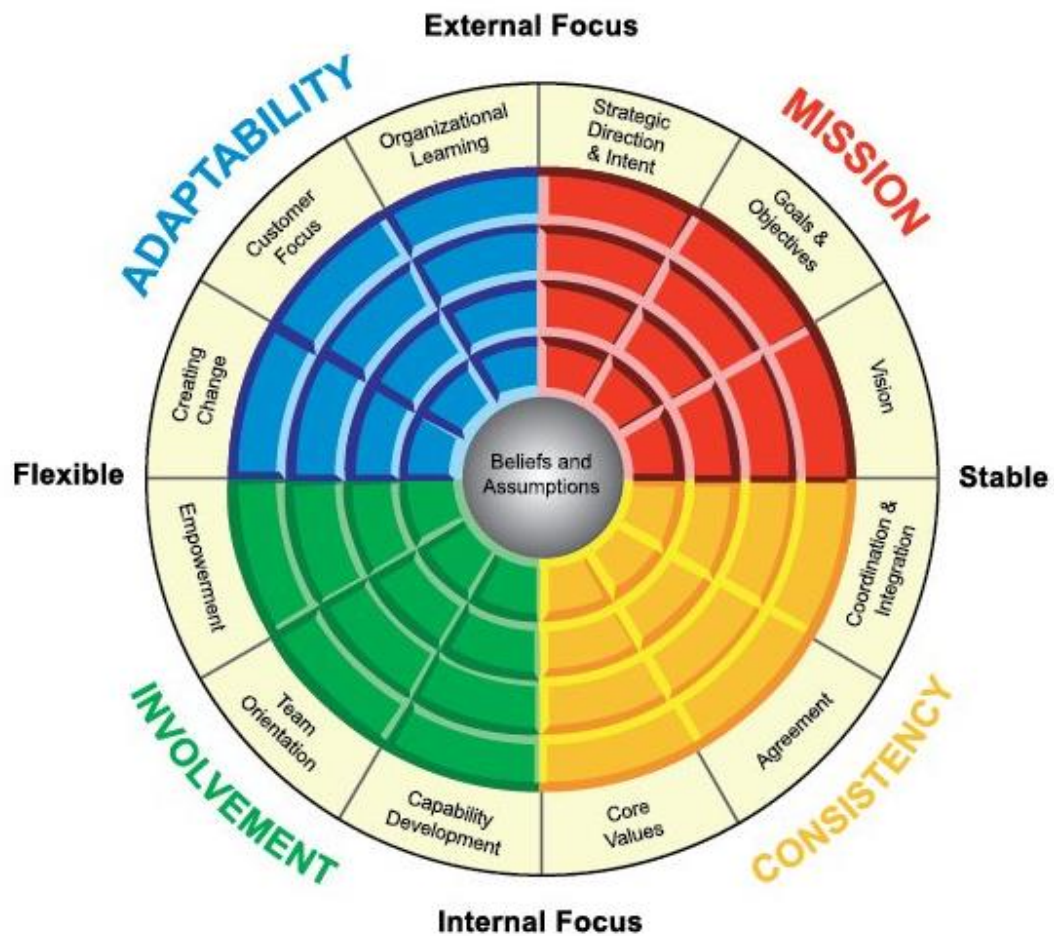 External Focus
ADAPTABILITY
MISSION
Organizational
Learning
Strategic
Direction
& Intent
Customer
Focus
Goals &
Objectives
Creating
Change
Vision
Flexible
Beliefs and
Assumptions
Stable
Empowerment
Coordination &
Integration
Team
Orientation
Agreement
Capability
Development
Core
Values
INVOLVEMENT
CONSISTENCY
Internal Focus